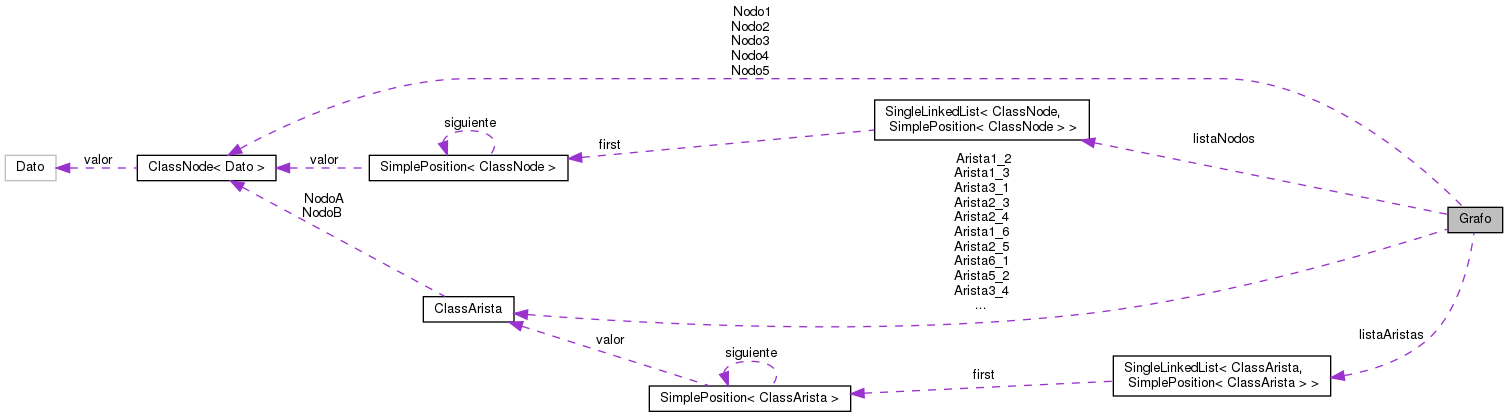 Nodo1
Nodo2
Nodo3
Nodo4
Nodo5
SingleLinkedList< ClassNode,
SimplePosition< ClassNode > >
siguiente
first
listaNodos
Dato
valor
ClassNode< Dato >
valor
SimplePosition< ClassNode >
Arista1_2
Arista1_3
Arista3_1
Arista2_3
Arista2_4
Arista1_6
Arista2_5
Arista6_1
Arista5_2
Arista3_4
...
NodoA
NodoB
Grafo
ClassArista
valor
listaAristas
siguiente
first
SingleLinkedList< ClassArista,
SimplePosition< ClassArista > >
SimplePosition< ClassArista >